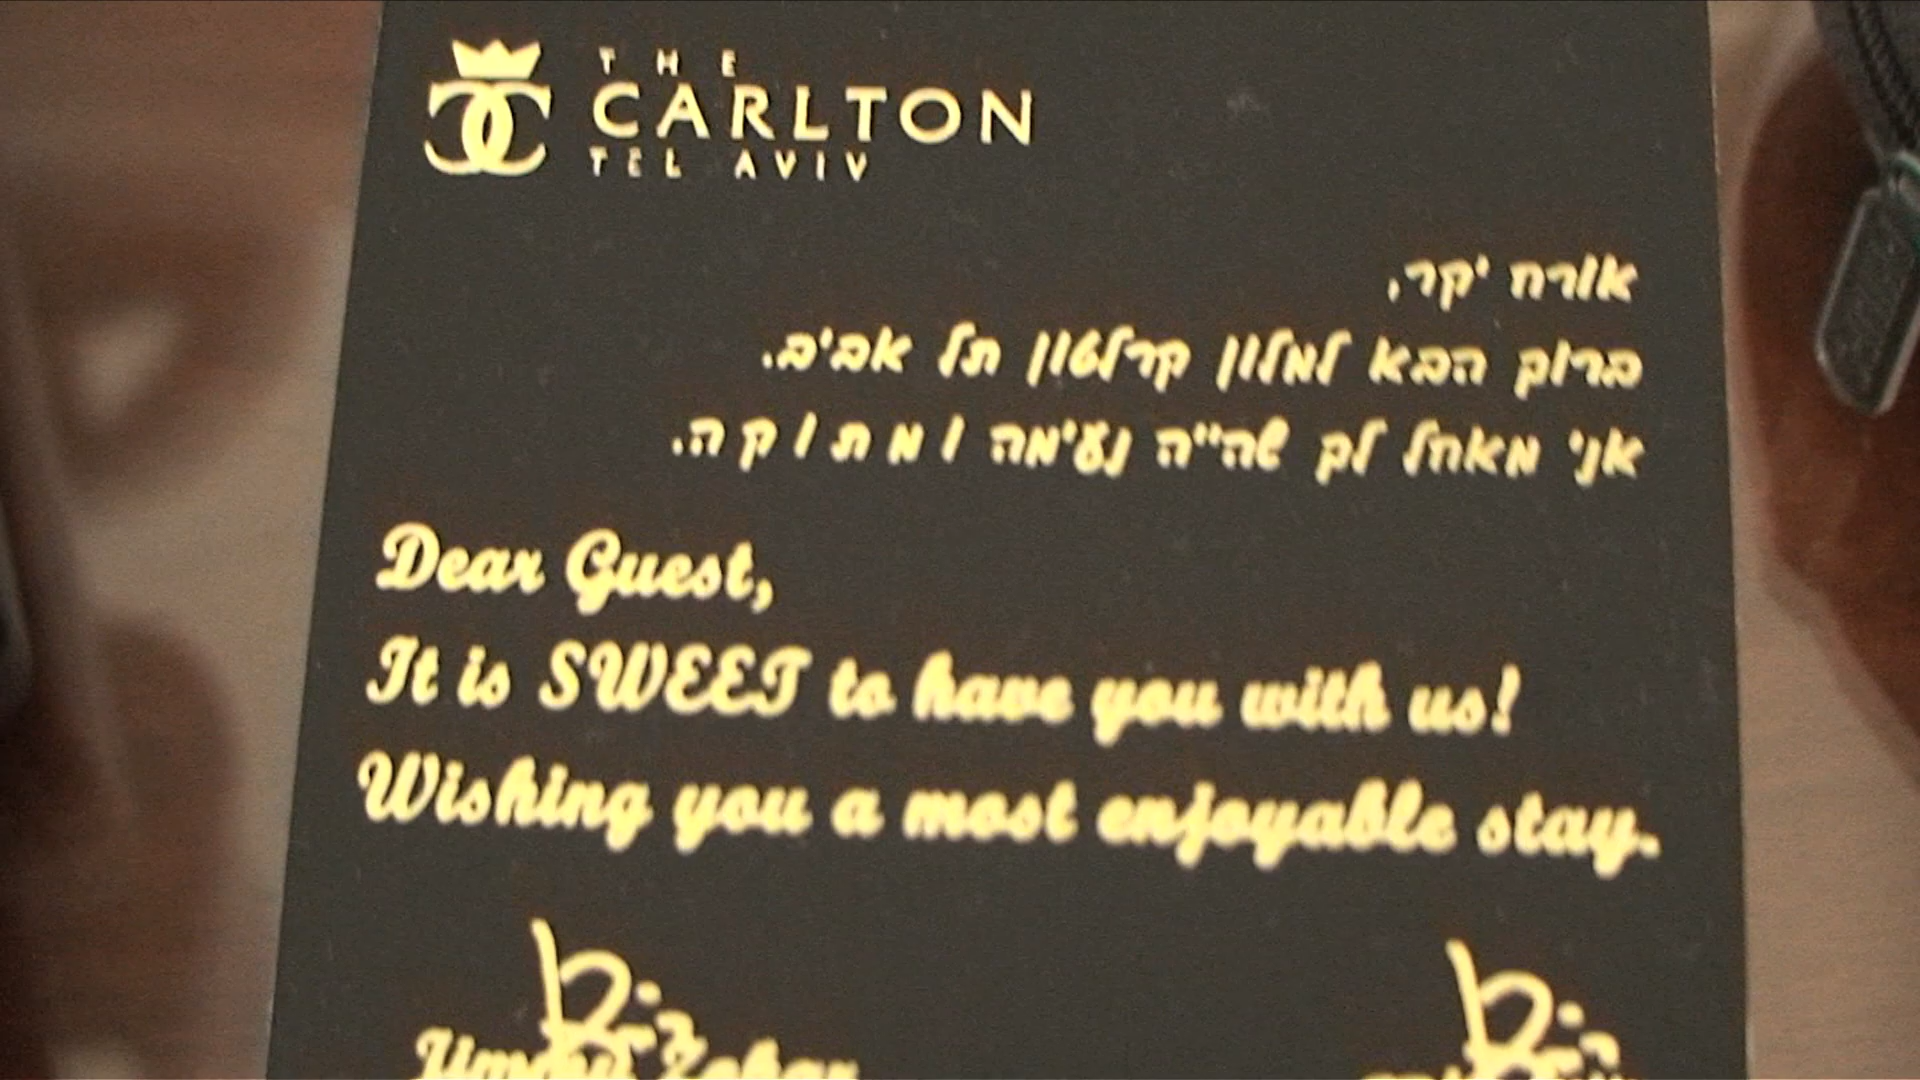 THE
CARLTON
TEL AVIV
אורח יקר,
ברוך הבא למלון קרלטון תל אביב.
אני מאחל לך שהייה נעימה ו מ ת ו ק ה.
Dear Guest,
It is SWEET to have you with us!
Wishing you a most enjoyable stay.